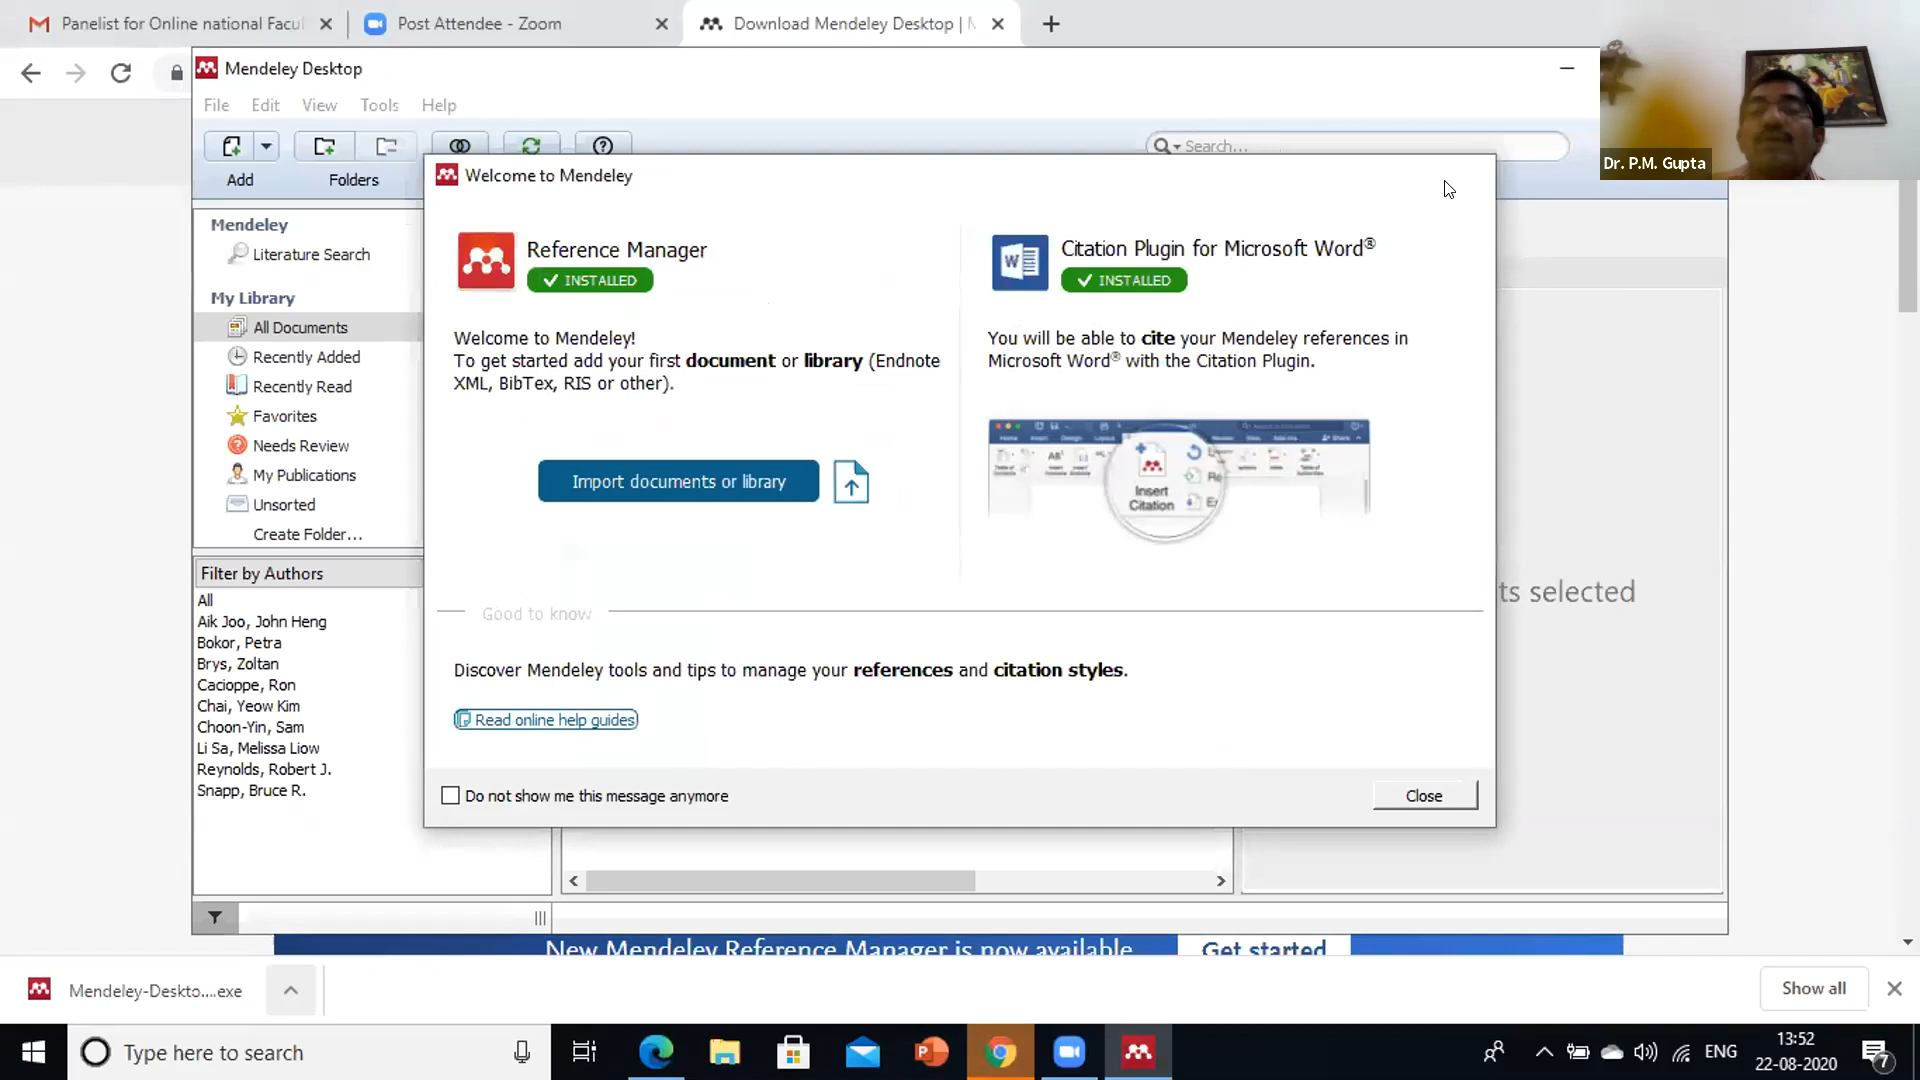 Panelist for Online national Facul
Post Attendee - Zoom
Download Mendeley Desktop |
Mendeley Desktop
File Edit View Tools Help
Search...
Add Folders
Dr. P.M. Gupta
Welcome to Mendeley
Mendeley
Literature Search
My Library
All Documents
Recently Added
Recently Read
Favorites
Needs Review
My Publications
Unsorted
Create Folder...
Filter by Authors
All
Aik Joo, John Heng
Bokor, Petra
Brys, Zoltan
Cacioppe, Ron
Chai, Yeow Kim
Choon-Yin, Sam
Li Sa, Melissa Liow
Reynolds, Robert J.
Snapp, Bruce R.
Reference Manager
INSTALLED
Welcome to Mendeley!
To get started add your first document or library (Endnote
XML, BibTex, RIS or other).
Import documents or library
Citation Plugin for Microsoft Word®
INSTALLED
You will be able to cite your Mendeley references in
Microsoft Word® with the Citation Plugin.
Insert
Citation
ts selected
Good to know
Discover Mendeley tools and tips to manage your references and citation styles.
Read online help guides
Do not show me this message anymore
Close
New Mendeley Reference Manager is now available
Get started
Mendeley-Deskto....exe
Show all
Type here to search
ENG
13:52
22-08-2020
7